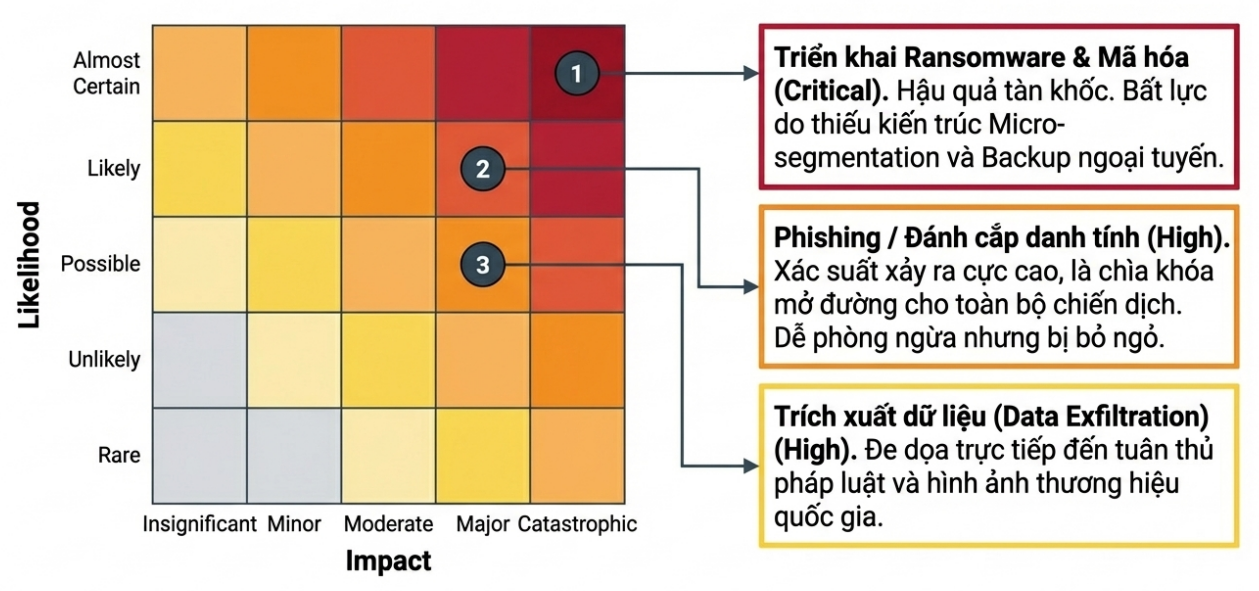 Almost
Certain
Likely
Possible
Unlikely
Rare
Likelihood
Insignificant Minor Moderate Major Catastrophic
Impact
1
2
3
Triển khai Ransomware & Mã hóa
(Critical). Hậu quả tàn khốc. Bất lực
do thiếu kiến trúc Micro-
segmentation và Backup ngoại tuyến.
Phishing / Đánh cắp danh tính (High).
Xác suất xảy ra cực cao, là chìa khóa
mở đường cho toàn bộ chiến dịch.
Dễ phòng ngừa nhưng bị bỏ ngỏ.
Trích xuất dữ liệu (Data Exfiltration)
(High). Đe dọa trực tiếp đến tuân thủ
pháp luật và hình ảnh thương hiệu
quốc gia.